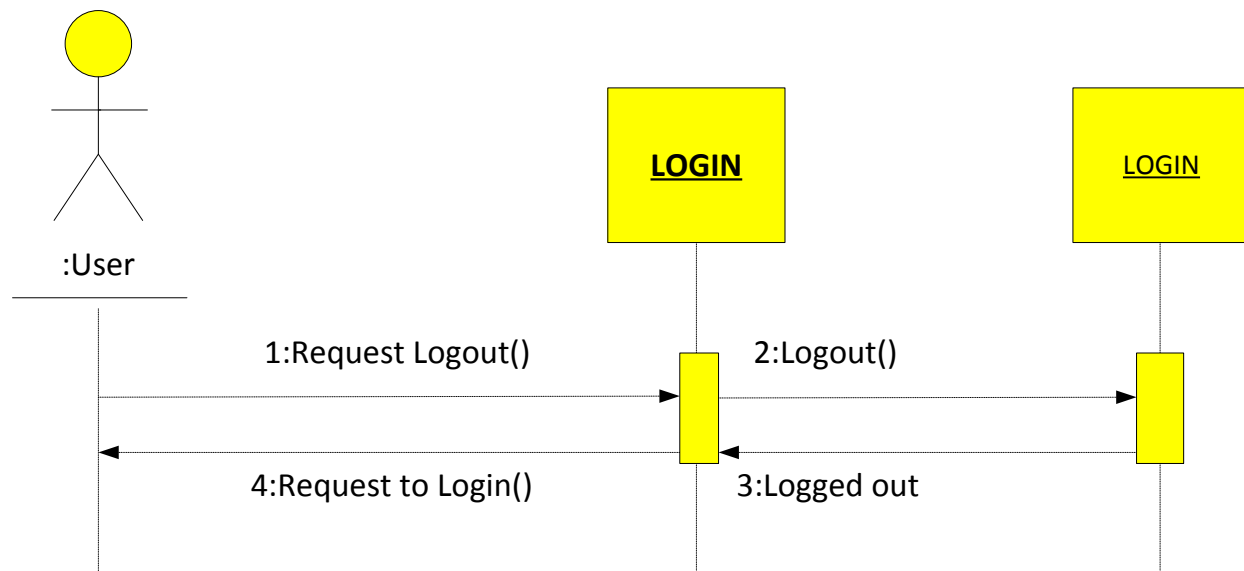 LOGIN
LOGIN
:User
1:Request Logout()
2:Logout()
4:Request to Login()
3:Logged out